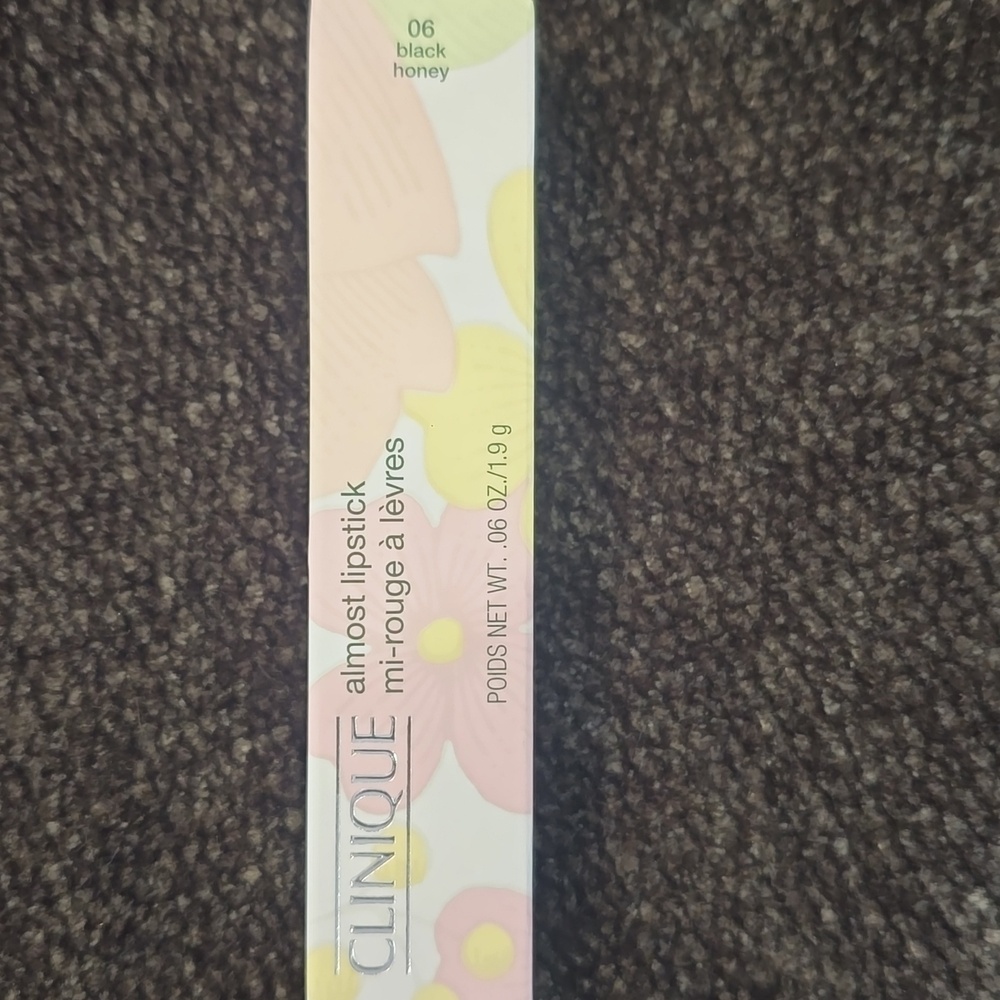 06
black
honey
CLINIQUE
almost lipstick
mi-rouge à lèvres
POIDS NET WT. .06 OZ./1.9 g